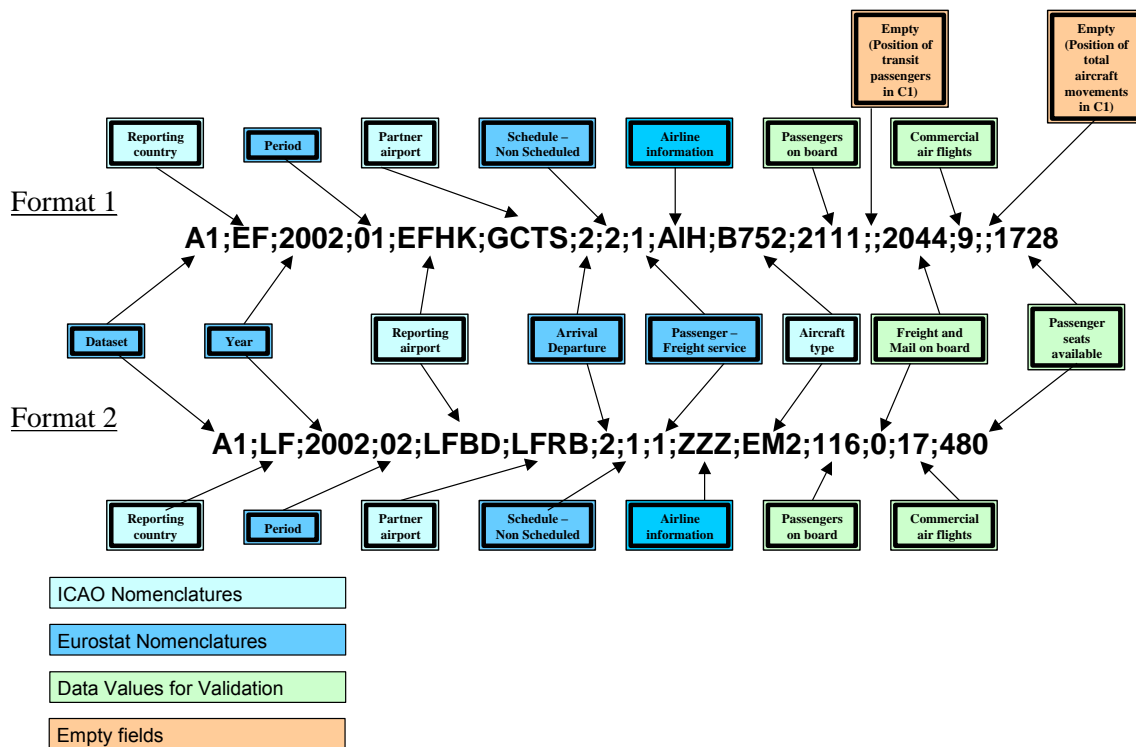 Empty
(Position of
transit
passengers
in C1)
Empty
(Position of
total
aircraft
movements
in C1)
Reporting
country
Period
Partner
airport
Schedule –
Non Scheduled
Airline
information
Passengers
on board
Commercial
air flights
Format 1
A1;EF;2002;01;EFHK;GCTS;2;2;1;AIH;B752;2111;;2044;9;;1728
Dataset
Year
Reporting
airport
Arrival
Departure
Passenger –
Freight service
Aircraft
type
Freight and
Mail on board
Passenger
seats
available
Format 2
A1;LF;2002;02;LFBD;LFRB;2;1;1;ZZZ;EM2;116;0;17;480
Reporting
country
Period
Partner
airport
Schedule –
Non Scheduled
Airline
information
Passengers
on board
Commercial
air flights
ICAO Nomenclatures
Eurostat Nomenclatures
Data Values for Validation
Empty fields